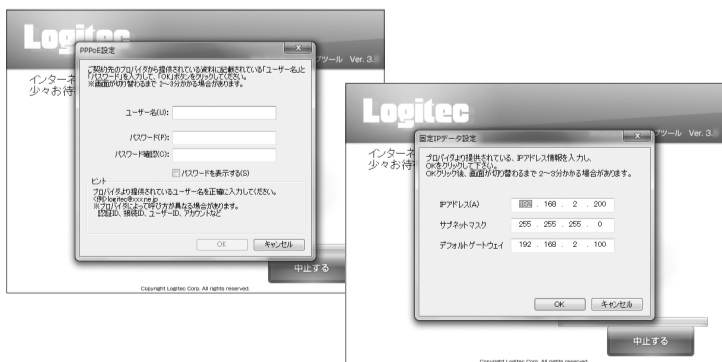 Logitec
プツール Ver. 3.
インターネ
少々お待
PPPoE設定
ご契約先のプロバイダから提供されている資料に記載されている「ユーザー名」と
「パスワード」を入力して、「OK」ボタンをクリックしてください。
※画面が切り替わるまで 2〜3分かかる場合があります。
ユーザー名(U):
パスワード(P):
パスワード確認(C):
パスワードを表示する(S)
ヒント
プロバイダより提供されているユーザー名を正確に入力してください。
<例> logitec@xxx.ne.jp
※プロバイダによって呼び方が異なる場合があります。
認証ID、接続ID、ユーザーID、アカウントなど
OK
キャンセル
中止する
Copyright Logitec Corp. All rights reserved.
Logitec
プツール Ver. 3.
インターネ
少々お待
固定IPデータ設定
プロバイダより提供されている、IPアドレス情報を入力し、
OKをクリックして下さい。
OKクリック後、画面が切り替わるまで 2〜3分かかる場合があります。
IPアドレス(A) 192 . 168 . 2 . 200
サブネットマスク 255 . 255 . 255 . 0
デフォルトゲートウェイ 192 . 168 . 2 . 100
OK
キャンセル
中止する
Copyright Logitec Corp. All rights reserved.